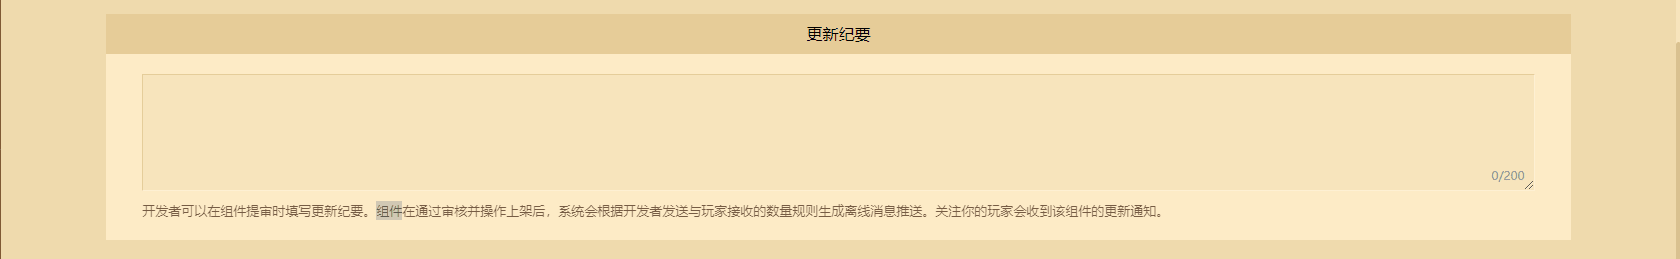 更新纪要
0/200
开发者可以在组件提审时填写更新纪要。组件在通过审核并操作上架后，系统会根据开发者发送与玩家接收的数量规则生成离线消息推送。关注你的玩家会收到该组件的更新通知。